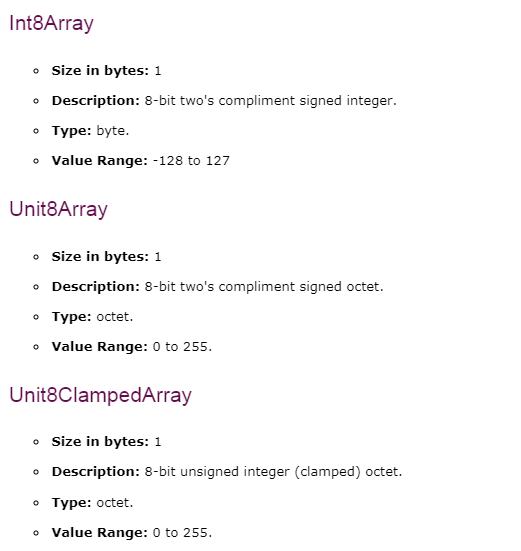 Int8Array
Size in bytes: 1
Description: 8-bit two's compliment signed integer.
Type: byte.
Value Range: -128 to 127
Unit8Array
Size in bytes: 1
Description: 8-bit two's compliment signed octet.
Type: octet.
Value Range: 0 to 255.
Unit8ClampedArray
Size in bytes: 1
Description: 8-bit unsigned integer (clamped) octet.
Type: octet.
Value Range: 0 to 255.